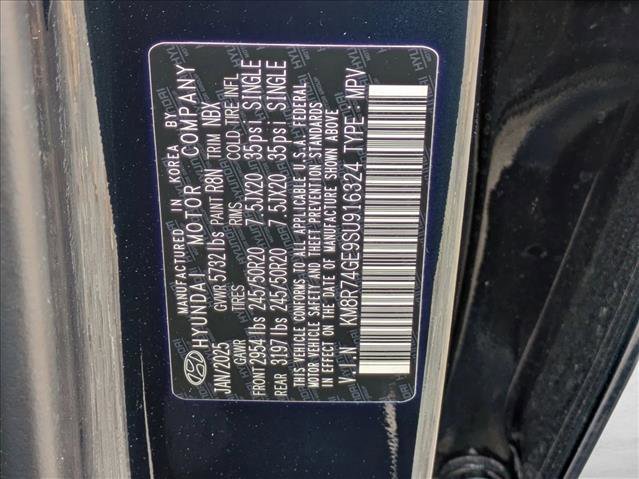 MANUFACTURED IN KOREA BY
HYUNDAI MOTOR COMPANY
JAN/2025 GVWR 5732 lbs PAINT R8N TRIM NBX
GAWR TIRES RIMS COLD TIRE INFL
FRONT 2954 lbs 245/50R20 7.5JX20 35psi SINGLE
REAR 3197 lbs 245/50R20 7.5JX20 35psi SINGLE
THIS VEHICLE CONFORMS TO ALL APPLICABLE U.S.A. FEDERAL
MOTOR VEHICLE SAFETY AND THEFT PREVENTION STANDARDS
IN EFFECT ON THE DATE OF MANUFACTURE SHOWN ABOVE
V.I.N KM8R74GE9SU916324 TYPE MPV